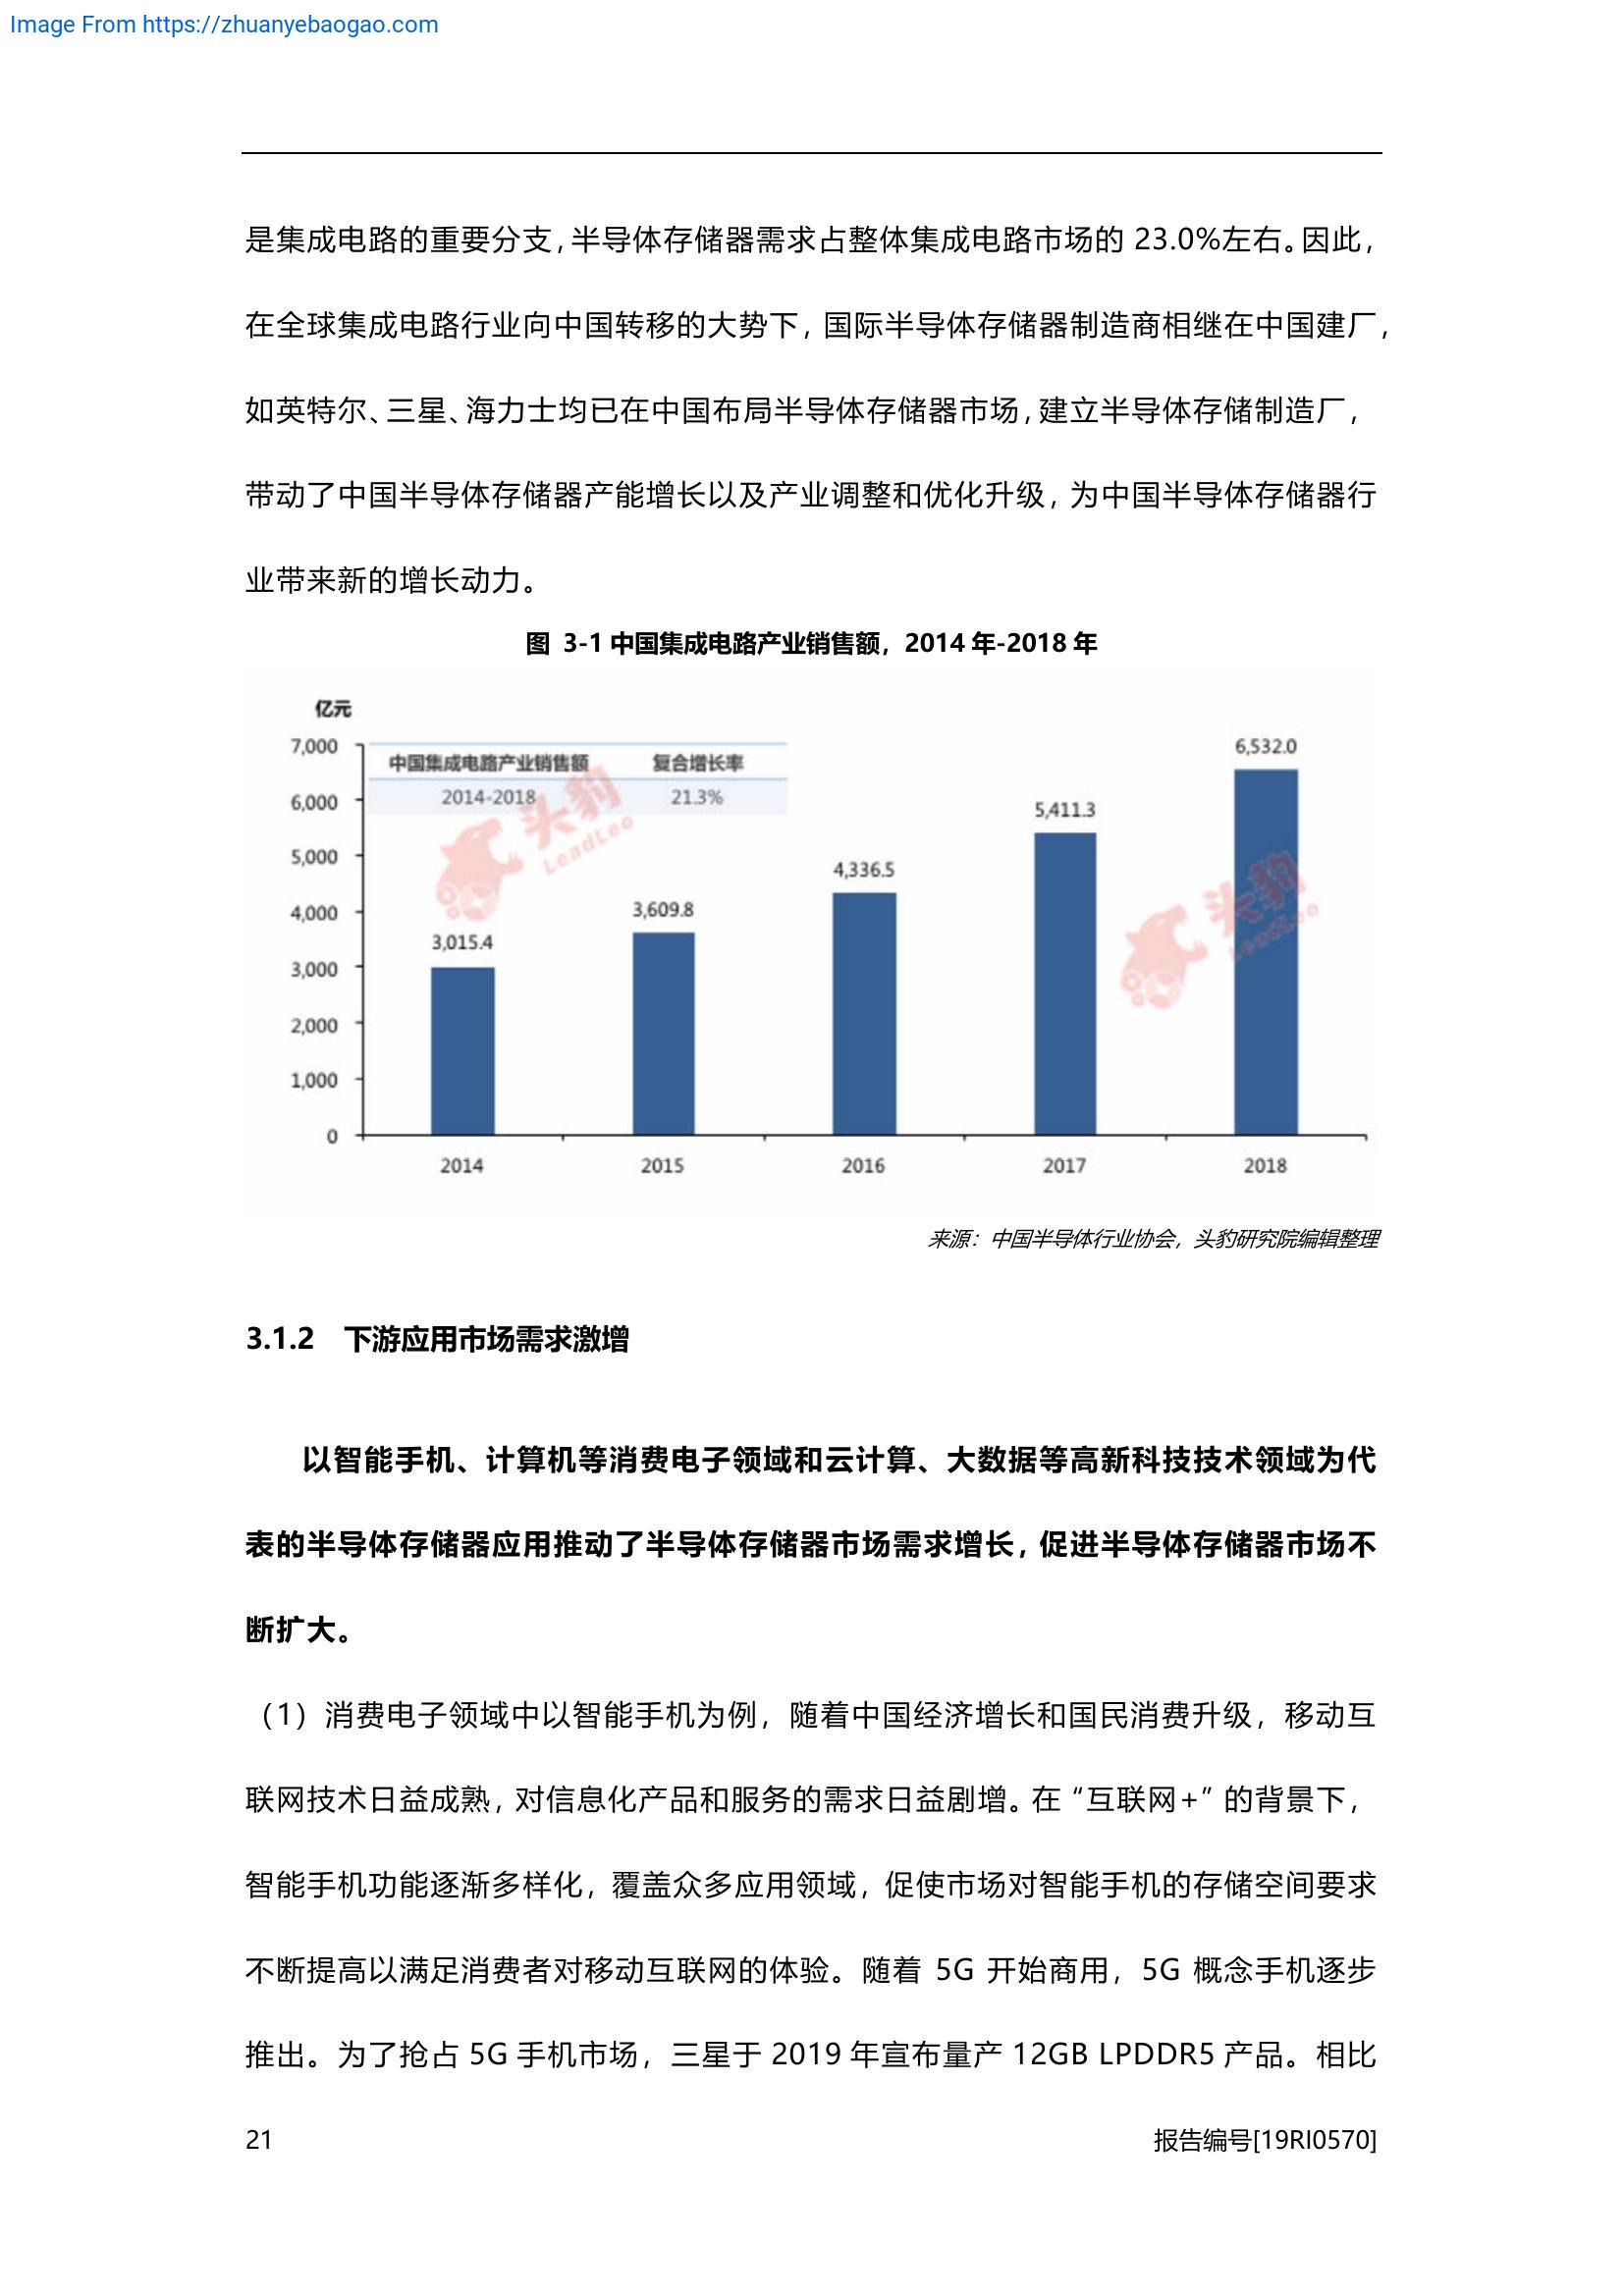 Image From https://zhuanyebaogao.com
是集成电路的重要分支，半导体存储器需求占整体集成电路市场的 23.0%左右。因此，
在全球集成电路行业向中国转移的大势下，国际半导体存储器制造商相继在中国建厂，
如英特尔、三星、海力士均已在中国布局半导体存储器市场，建立半导体存储制造厂，
带动了中国半导体存储器产能增长以及产业调整和优化升级，为中国半导体存储器行
业带来新的增长动力。
图 3-1 中国集成电路产业销售额，2014 年-2018 年
亿元
7,000
6,000
5,000
4,000
3,000
2,000
1,000
0
中国集成电路产业销售额 复合增长率
2014-2018 21.3%
3,015.4
3,609.8
4,336.5
5,411.3
6,532.0
2014 2015 2016 2017 2018
头豹
LeadLeo
头豹
LeadLeo
来源：中国半导体行业协会，头豹研究院编辑整理
3.1.2 下游应用市场需求激增
以智能手机、计算机等消费电子领域和云计算、大数据等高新科技技术领域为代
表的半导体存储器应用推动了半导体存储器市场需求增长，促进半导体存储器市场不
断扩大。
（1）消费电子领域中以智能手机为例，随着中国经济增长和国民消费升级，移动互
联网技术日益成熟，对信息化产品和服务的需求日益剧增。在“互联网+”的背景下，
智能手机功能逐渐多样化，覆盖众多应用领域，促使市场对智能手机的存储空间要求
不断提高以满足消费者对移动互联网的体验。随着 5G 开始商用，5G 概念手机逐步
推出。为了抢占 5G 手机市场，三星于 2019 年宣布量产 12GB LPDDR5 产品。相比
21 报告编号[19RI0570]